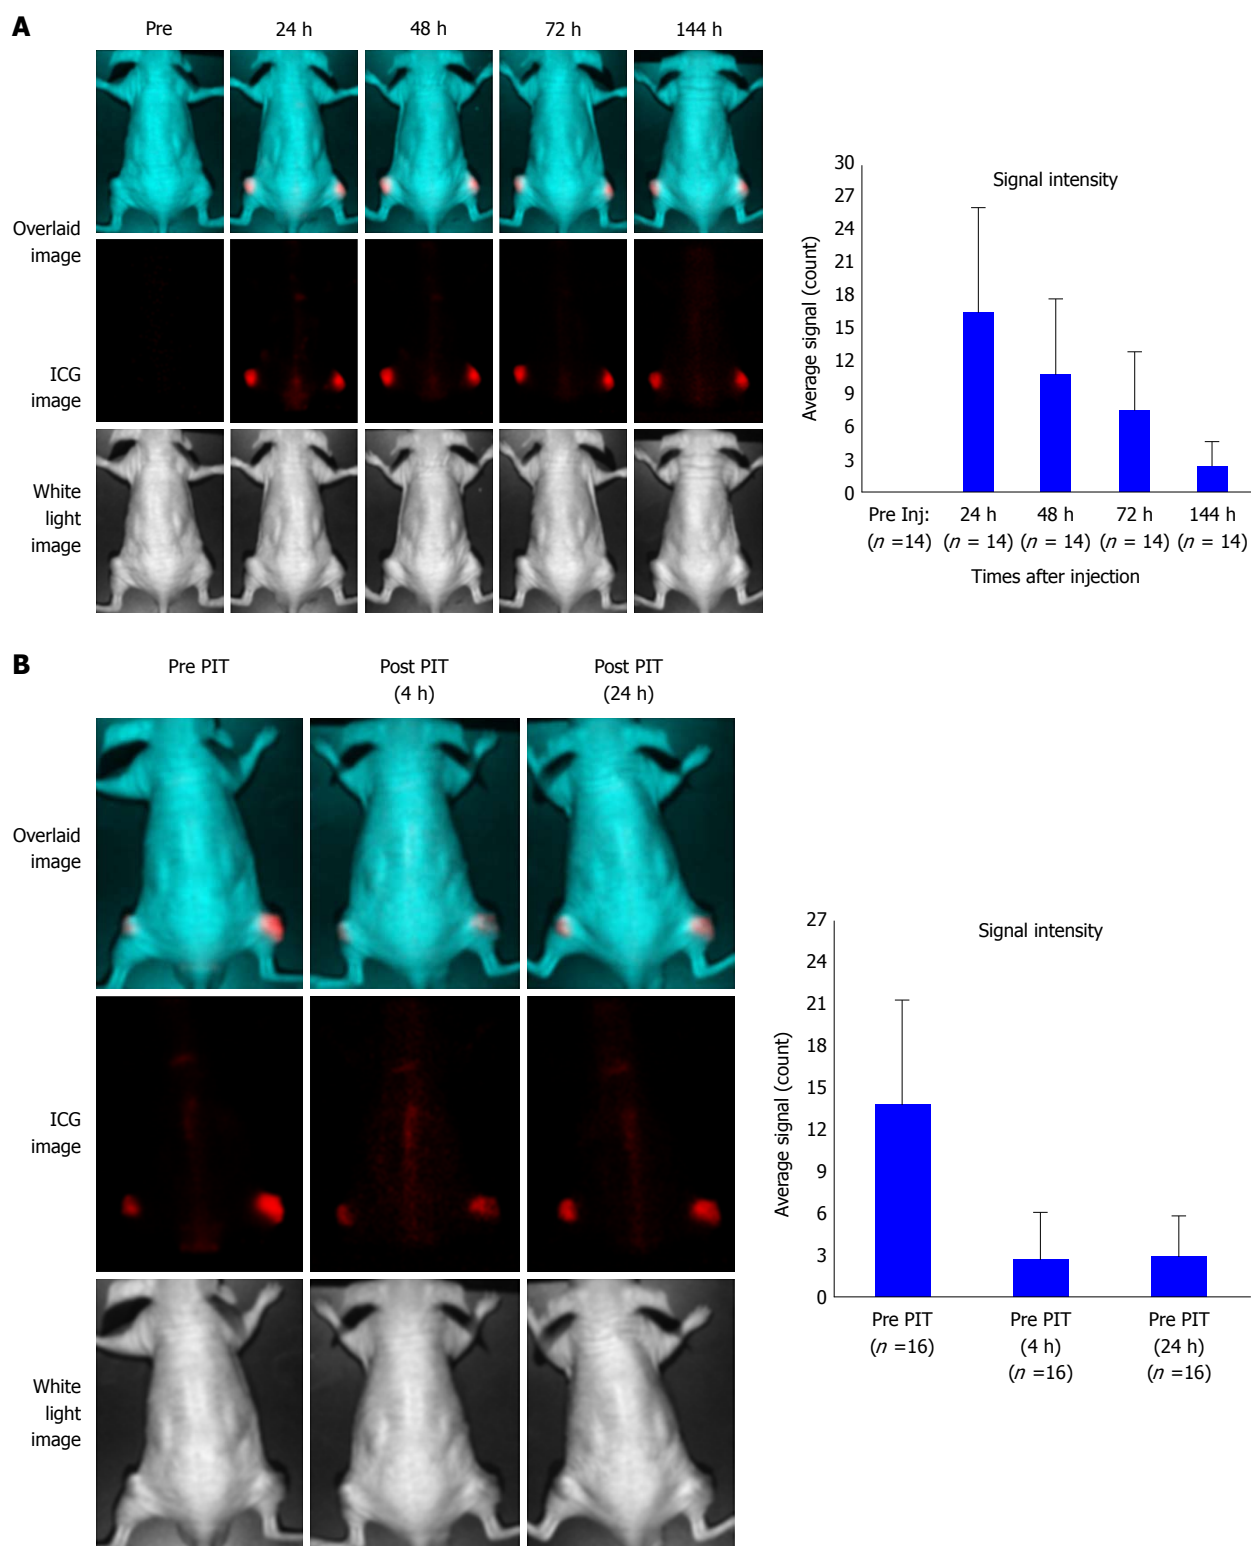 A
Pre
24 h
48 h
72 h
144 h
Overlaid
image
ICG
image
White
light
image
30
27
24
21
18
15
12
9
6
3
0
Average signal (count)
Signal intensity
Pre Inj:
(n =14)
24 h
(n = 14)
48 h
(n = 14)
72 h
(n = 14)
144 h
(n = 14)
Times after injection
B
Pre PIT
Post PIT
(4 h)
Post PIT
(24 h)
Overlaid
image
ICG
image
White
light
image
27
24
21
18
15
12
9
6
3
0
Average signal (count)
Signal intensity
Pre PIT
(n =16)
Pre PIT
(4 h)
(n =16)
Pre PIT
(24 h)
(n =16)